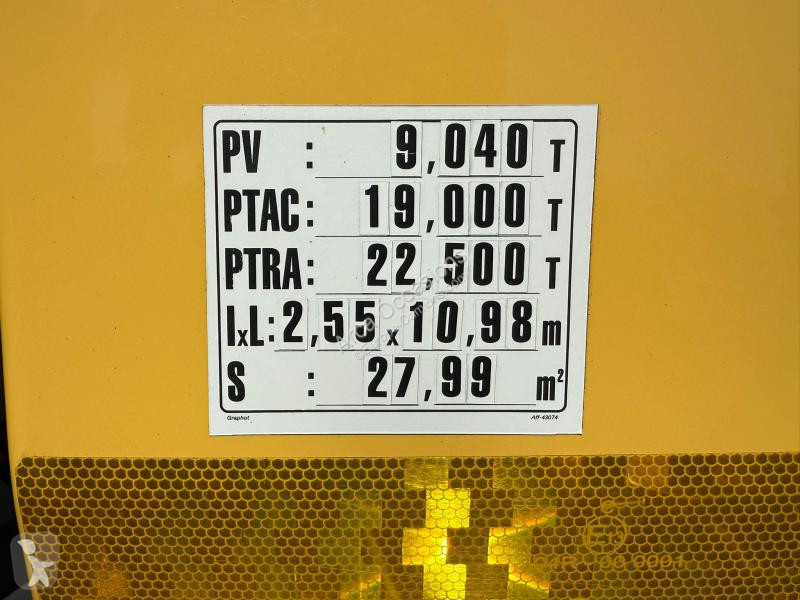 PV : 9,040 T
PTAC: 19,000 T
PTRA: 22,500 T
lxL: 2,55 x 10,98 m
S : 27,99 m²
Graphot Aff-43074